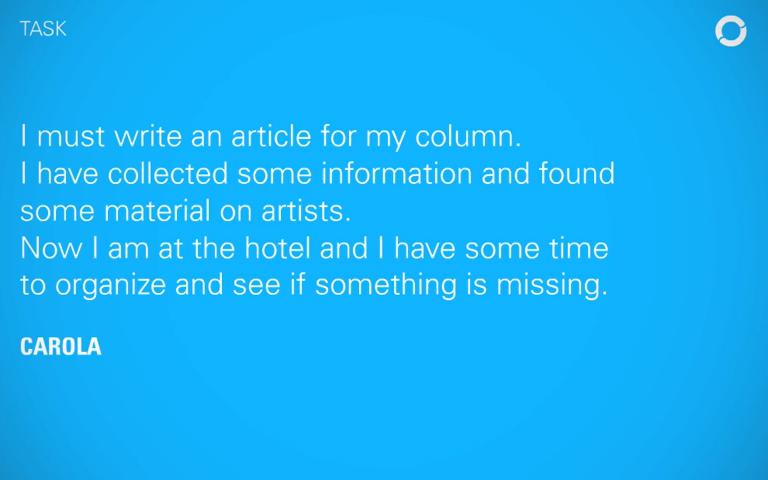 TASK
I must write an article for my column.
I have collected some information and found
some material on artists.
Now I am at the hotel and I have some time
to organize and see if something is missing.
CAROLA